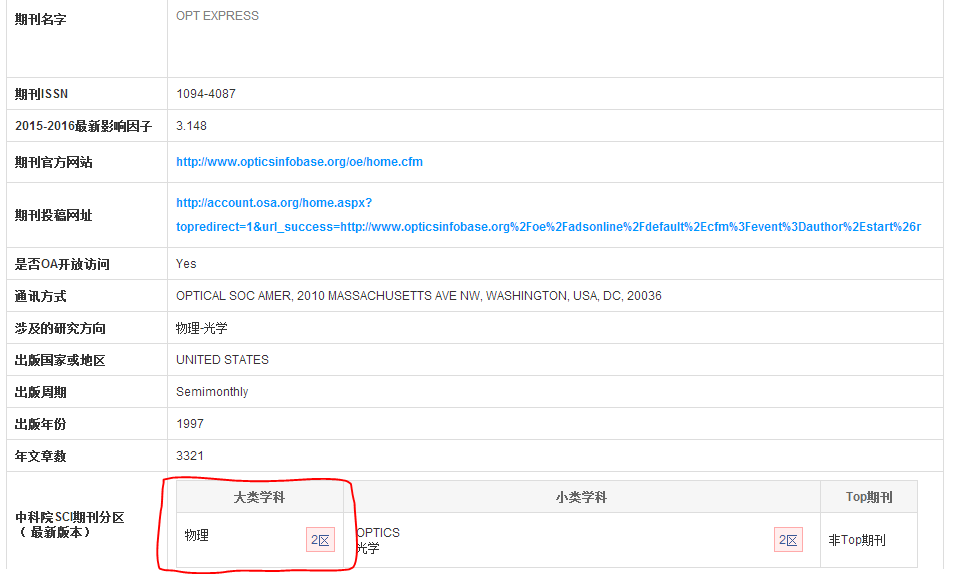 期刊名字 OPT EXPRESS
期刊ISSN 1094-4087
2015-2016最新影响因子 3.148
期刊官方网站 http://www.opticsinfobase.org/oe/home.cfm
期刊投稿网址 http://account.osa.org/home.aspx?
topredirect=1&url_success=http://www.opticsinfobase.org%2Foe%2Fadsonline%2Fdefault%2Ecfm%3Fevent%3Dauthor%2Estart%26r
是否OA开放访问 Yes
通讯方式 OPTICAL SOC AMER, 2010 MASSACHUSETTS AVE NW, WASHINGTON, USA, DC, 20036
涉及的研究方向 物理-光学
出版国家或地区 UNITED STATES
出版周期 Semimonthly
出版年份 1997
年文章数 3321
中科院SCI期刊分区
（ 最新版本）
大类学科 小类学科 Top期刊
物理 2区 OPTICS
光学 2区 非Top期刊